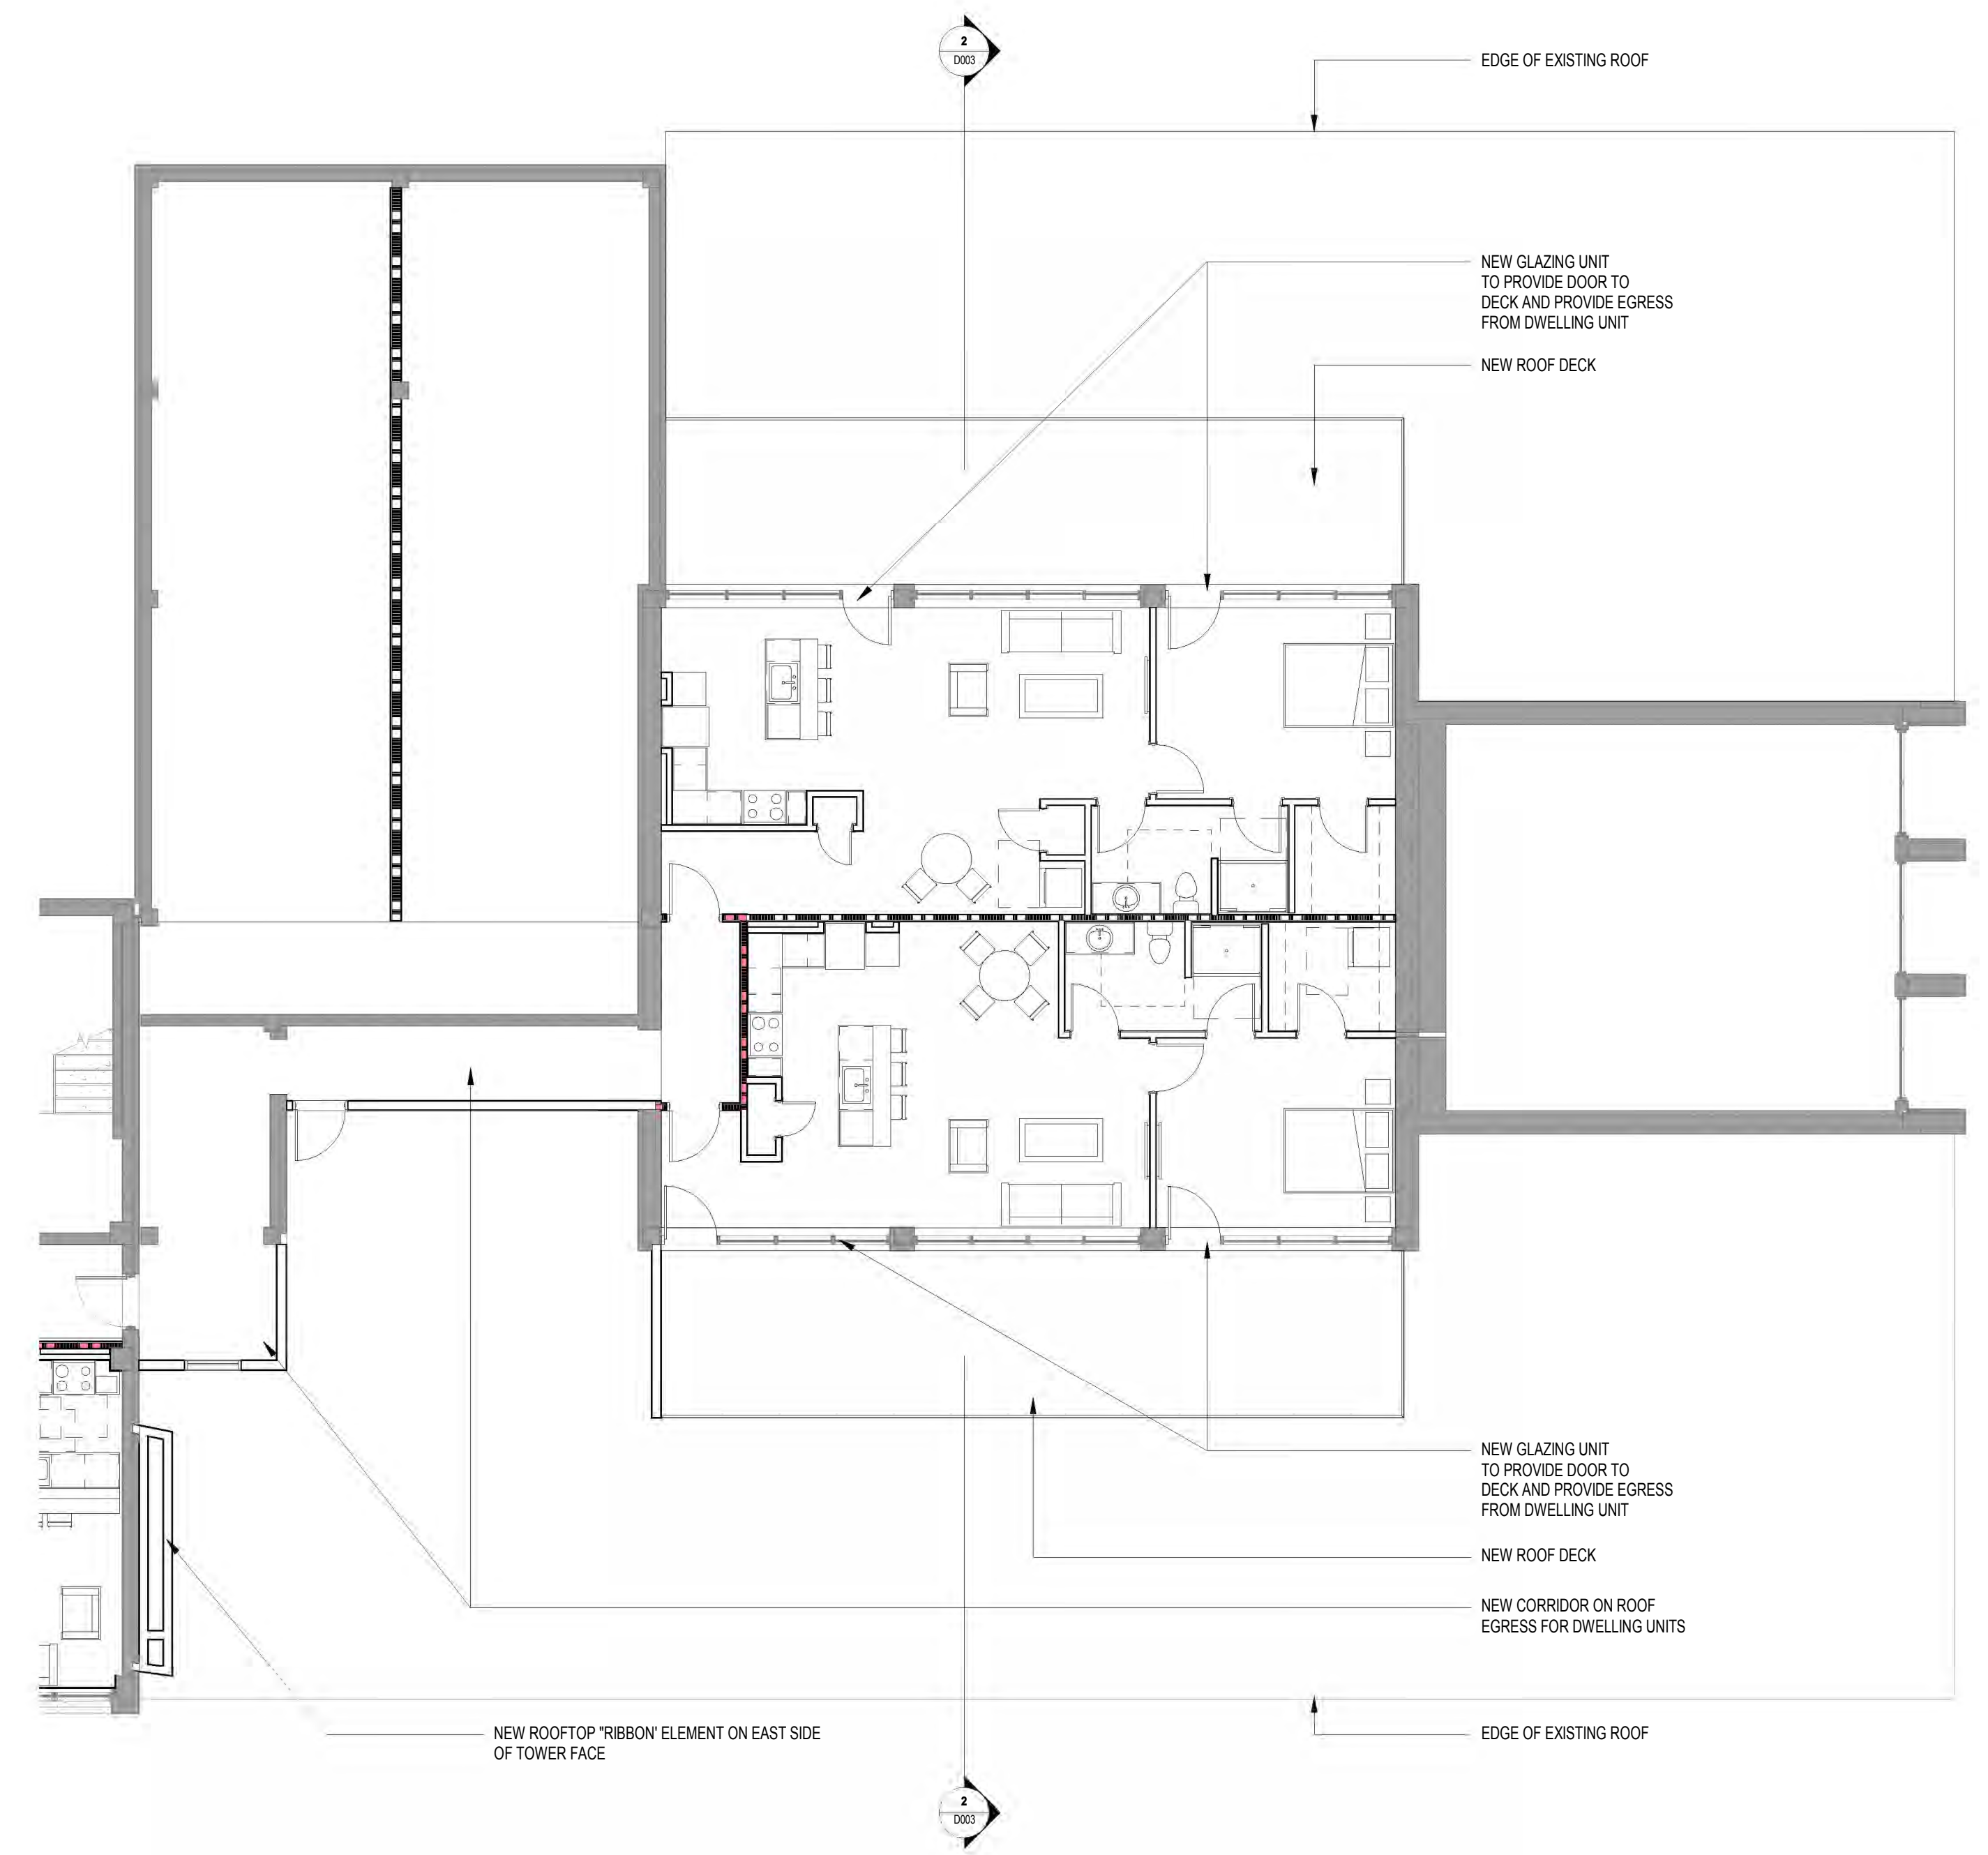 2
D003
EDGE OF EXISTING ROOF
NEW GLAZING UNIT
TO PROVIDE DOOR TO
DECK AND PROVIDE EGRESS
FROM DWELLING UNIT
NEW ROOF DECK
NEW GLAZING UNIT
TO PROVIDE DOOR TO
DECK AND PROVIDE EGRESS
FROM DWELLING UNIT
NEW ROOF DECK
NEW CORRIDOR ON ROOF
EGRESS FOR DWELLING UNITS
NEW ROOFTOP "RIBBON' ELEMENT ON EAST SIDE
OF TOWER FACE
EDGE OF EXISTING ROOF
2
D003